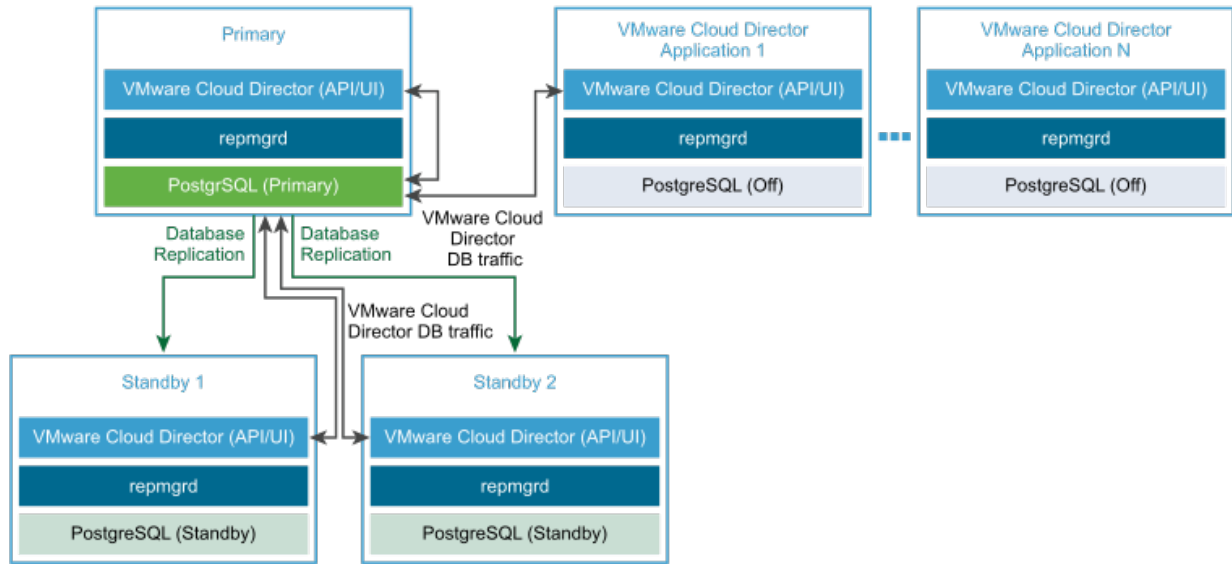 Primary
VMware Cloud Director (API/UI)
repmgrd
PostgrSQL (Primary)
VMware Cloud Director
Application 1
VMware Cloud Director (API/UI)
repmgrd
PostgreSQL (Off)
VMware Cloud Director
Application N
VMware Cloud Director (API/UI)
repmgrd
PostgreSQL (Off)
Database
Replication
Database
Replication
VMware Cloud
Director
DB traffic
VMware Cloud
Director DB traffic
Standby 1
VMware Cloud Director (API/UI)
repmgrd
PostgreSQL (Standby)
Standby 2
VMware Cloud Director (API/UI)
repmgrd
PostgreSQL (Standby)